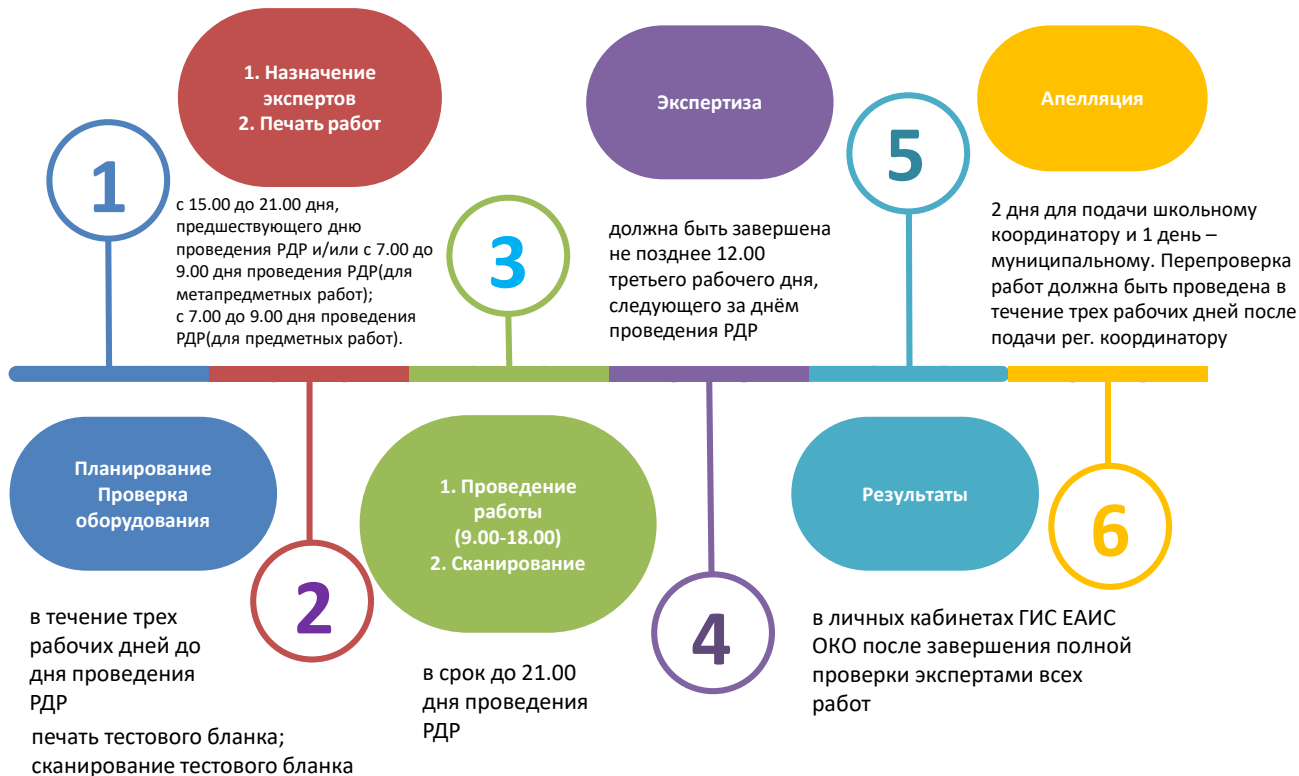 1
Планирование
Проверка
оборудования
в течение трех
рабочих дней до
дня проведения
РДР
печать тестового бланка;
сканирование тестового бланка
1. Назначение
экспертов
2. Печать работ
с 15.00 до 21.00 дня,
предшествующего дню
проведения РДР и/или с 7.00 до
9.00 дня проведения РДР(для
метапредметных работ);
с 7.00 до 9.00 дня проведения
РДР(для предметных работ).
2
3
1. Проведение
работы
(9.00-18.00)
2. Сканирование
в срок до 21.00
дня проведения
РДР
Экспертиза
должна быть завершена
не позднее 12.00
третьего рабочего дня,
следующего за днём
проведения РДР
4
5
Результаты
в личных кабинетах ГИС ЕАИС
ОКО после завершения полной
проверки экспертами всех
работ
Апелляция
2 дня для подачи школьному
координатору и 1 день –
муниципальному. Перепроверка
работ должна быть проведена в
течение трех рабочих дней после
подачи рег. координатору
6